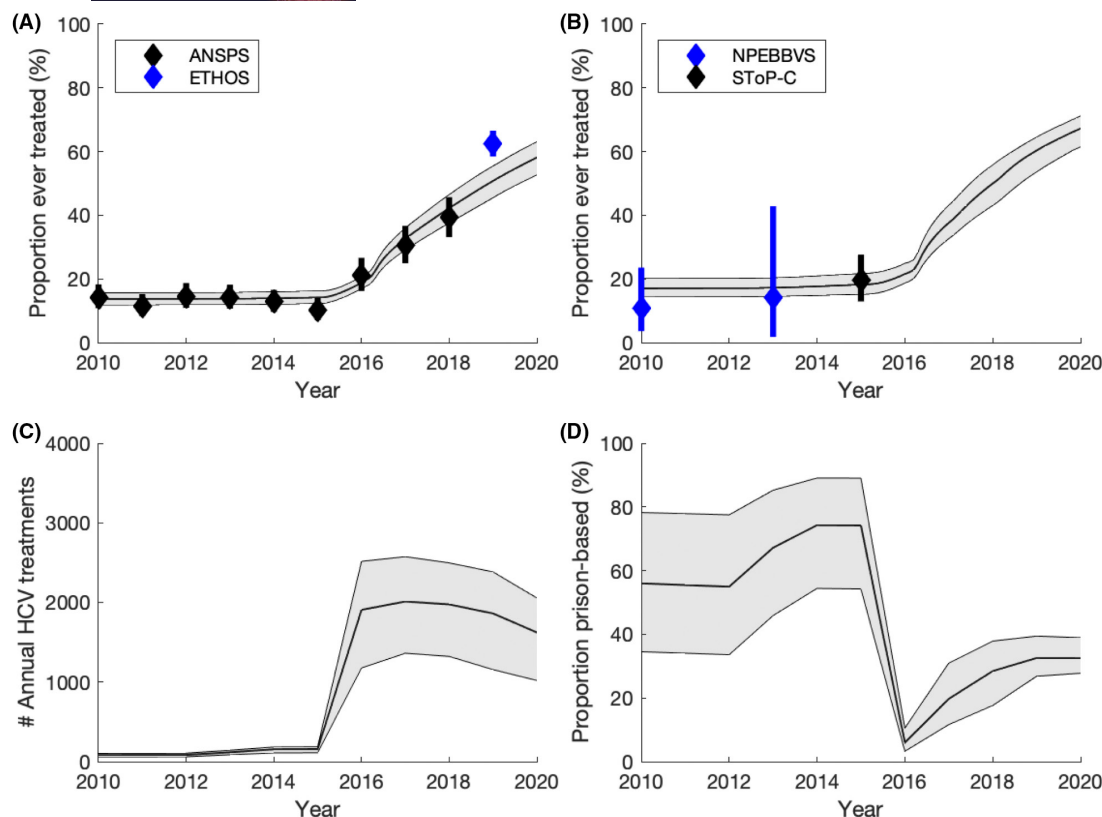 (A)
100
80
60
40
20
0
Proportion ever treated (%)
ANSPS
ETHOS
2010 2012 2014 2016 2018 2020
Year
(B)
100
80
60
40
20
0
Proportion ever treated (%)
NPEBBVS
SToP-C
2010 2012 2014 2016 2018 2020
Year
(C)
4000
3000
2000
1000
0
# Annual HCV treatments
2010 2012 2014 2016 2018 2020
Year
(D)
100
80
60
40
20
0
Proportion prison-based (%)
2010 2012 2014 2016 2018 2020
Year